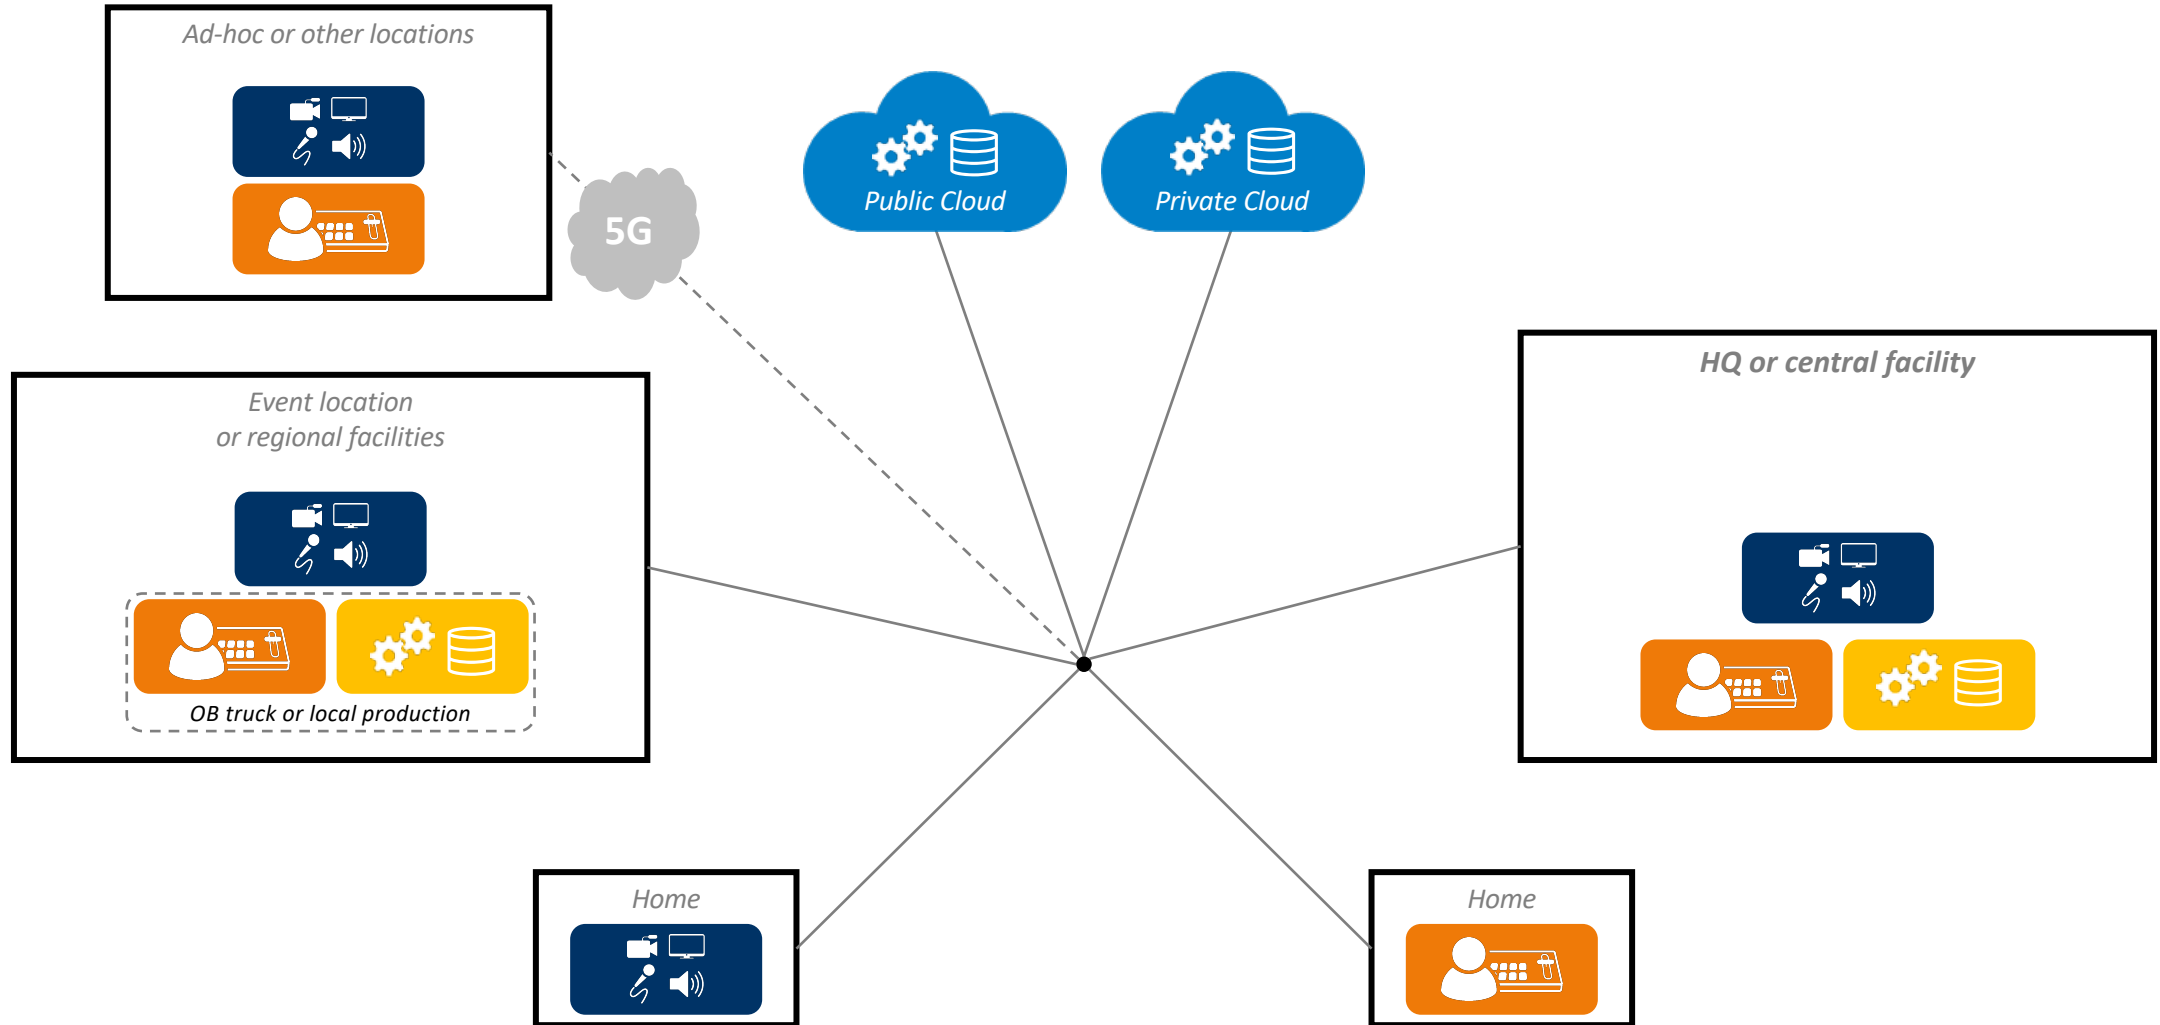 Ad-hoc or other locations
Public Cloud
Private Cloud
5G
HQ or central facility
Event location
or regional facilities
OB truck or local production
Home
Home